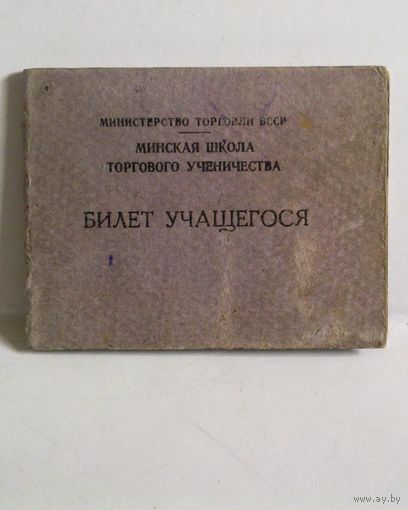 МИНИСТЕРСТВО ТОРГОВЛИ БССР
МИНСКАЯ ШКОЛА
ТОРГОВОГО УЧЕНИЧЕСТВА
БИЛЕТ УЧАЩЕГОСЯ
www.ay.by